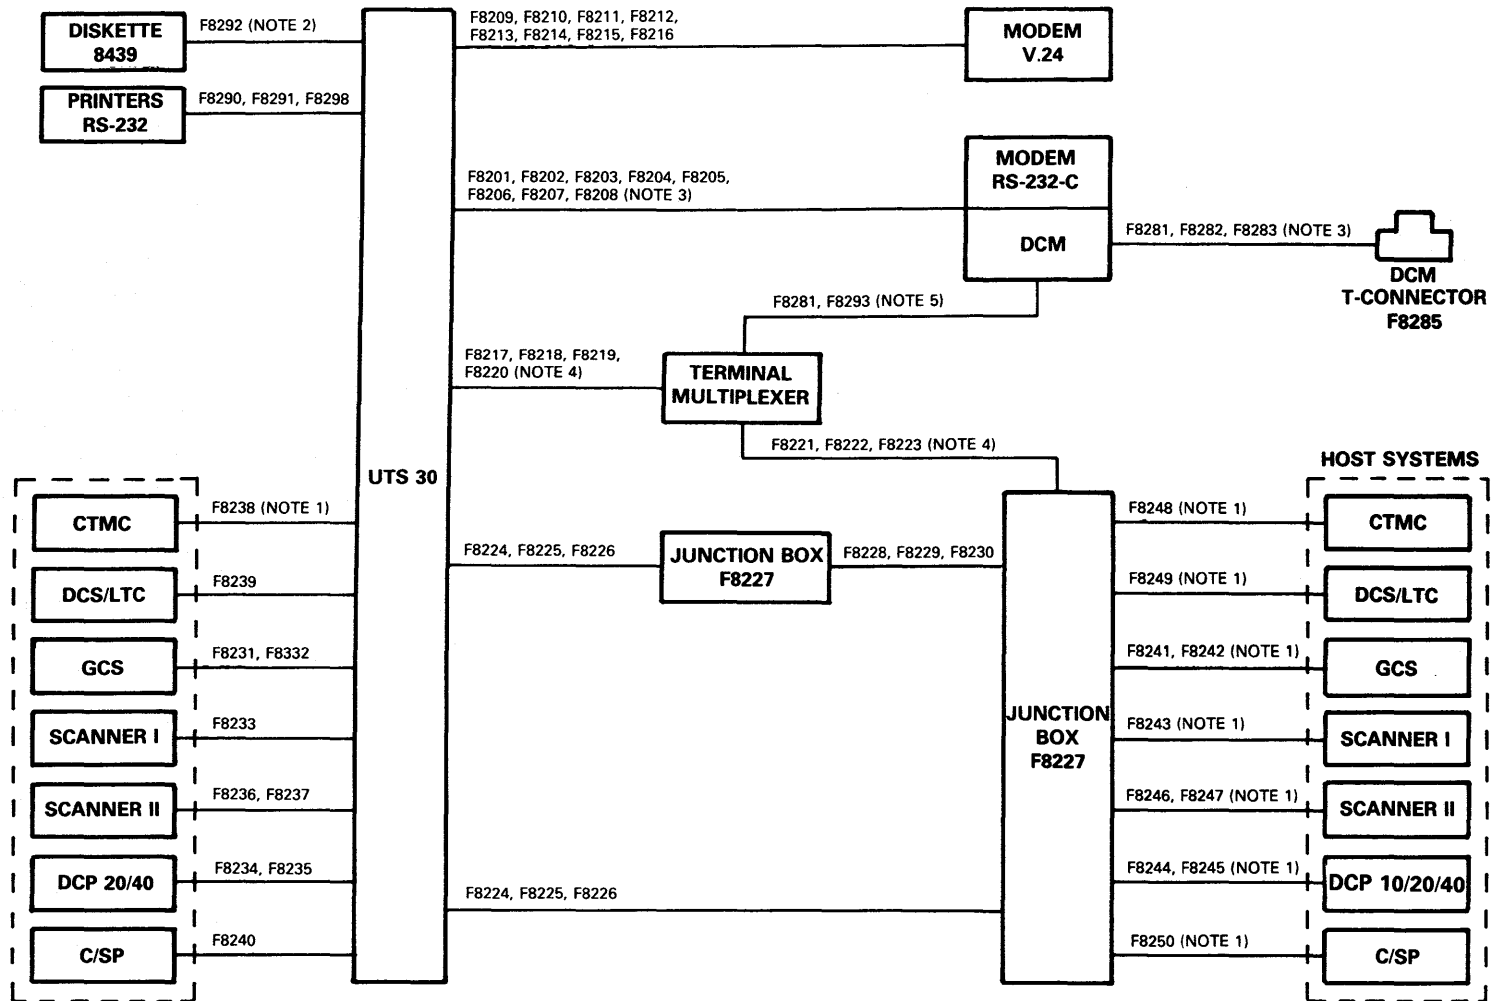 DISKETTE
8439
F8292 (NOTE 2)
PRINTERS
RS-232
F8290, F8291, F8298
UTS 30
F8209, F8210, F8211, F8212,
F8213, F8214, F8215, F8216
MODEM
V.24
F8201, F8202, F8203, F8204, F8205,
F8206, F8207, F8208 (NOTE 3)
MODEM
RS-232-C
DCM
F8281, F8282, F8283 (NOTE 3)
DCM
T-CONNECTOR
F8285
F8281, F8293 (NOTE 5)
F8217, F8218, F8219,
F8220 (NOTE 4)
TERMINAL
MULTIPLEXER
F8221, F8222, F8223 (NOTE 4)
F8224, F8225, F8226
JUNCTION BOX
F8227
F8228, F8229, F8230
F8224, F8225, F8226
JUNCTION
BOX
F8227
CTMC
F8238 (NOTE 1)
DCS/LTC
F8239
GCS
F8231, F8332
SCANNER I
F8233
SCANNER II
F8236, F8237
DCP 20/40
F8234, F8235
C/SP
F8240
HOST SYSTEMS
F8248 (NOTE 1)
CTMC
F8249 (NOTE 1)
DCS/LTC
F8241, F8242 (NOTE 1)
GCS
F8243 (NOTE 1)
SCANNER I
F8246, F8247 (NOTE 1)
SCANNER II
F8244, F8245 (NOTE 1)
DCP 10/20/40
F8250 (NOTE 1)
C/SP